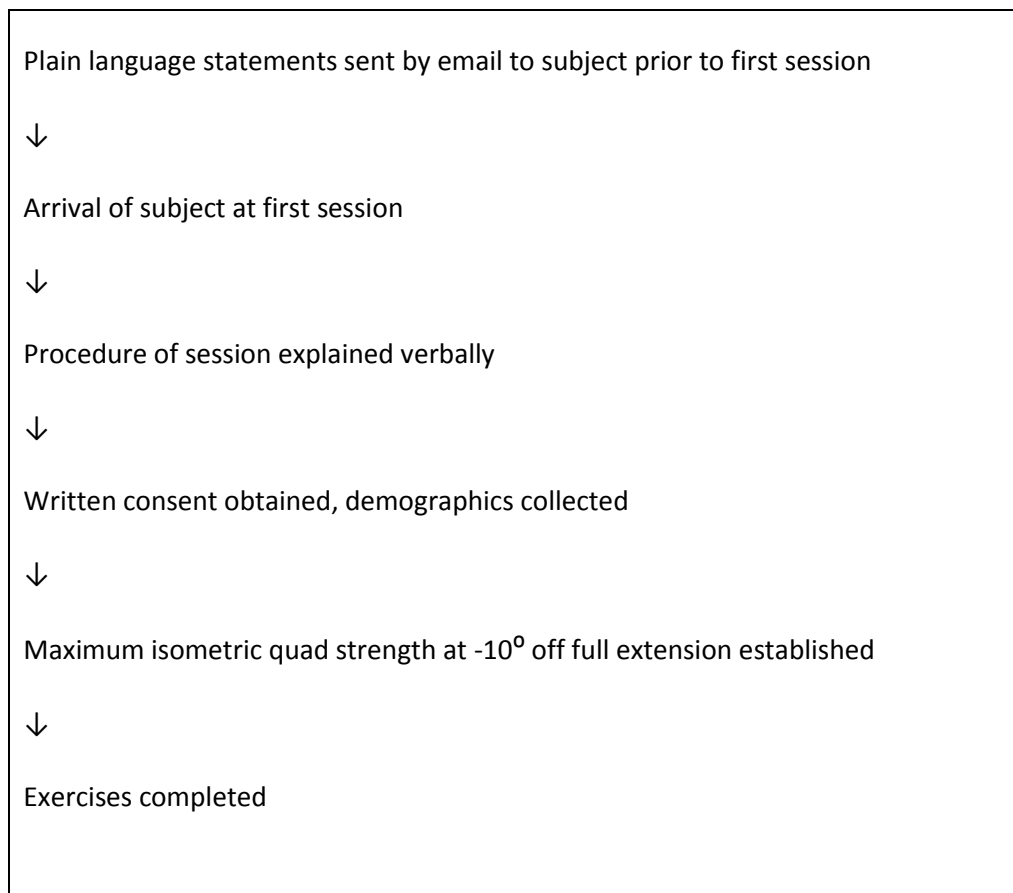 Plain language statements sent by email to subject prior to first session
↓
Arrival of subject at first session
↓
Procedure of session explained verbally
↓
Written consent obtained, demographics collected
↓
Maximum isometric quad strength at -10⁰ off full extension established
↓
Exercises completed